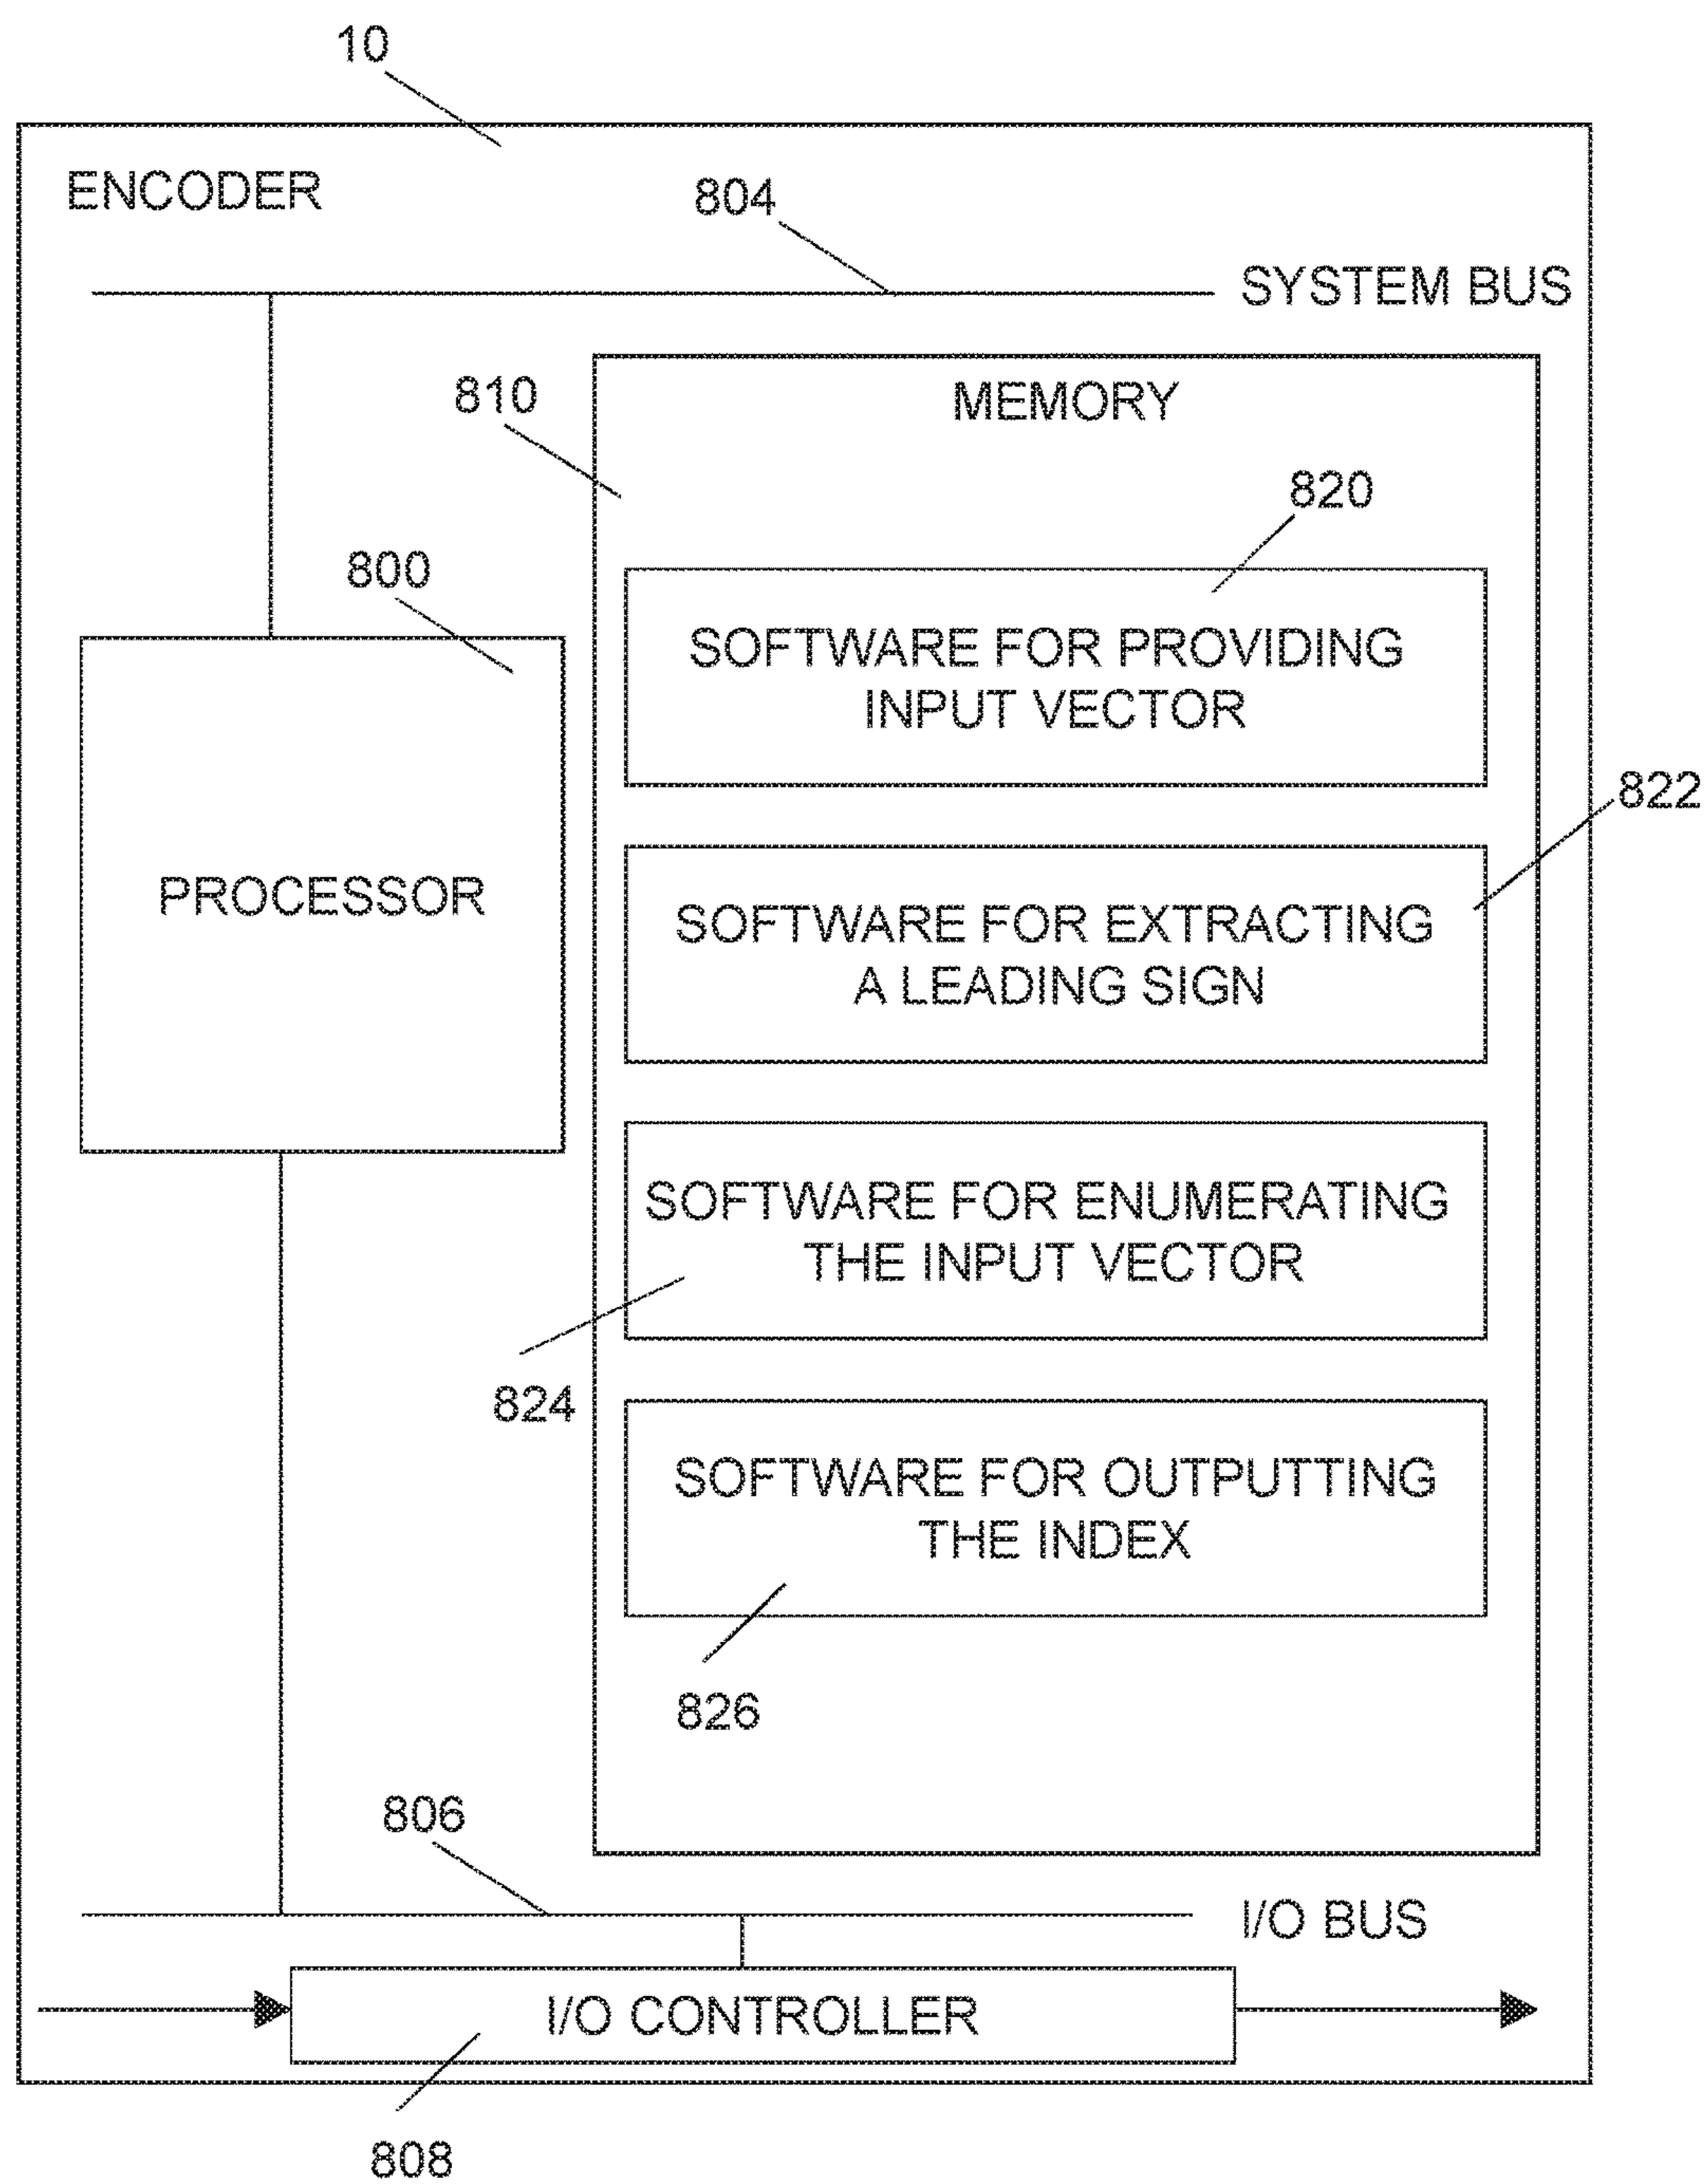 10
ENCODER
804
SYSTEM BUS
810
MEMORY
820
800
SOFTWARE FOR PROVIDING
INPUT VECTOR
822
PROCESSOR
SOFTWARE FOR EXTRACTING
A LEADING SIGN
SOFTWARE FOR ENUMERATING
THE INPUT VECTOR
824
SOFTWARE FOR OUTPUTTING
THE INDEX
826
806
I/O BUS
I/O CONTROLLER
808